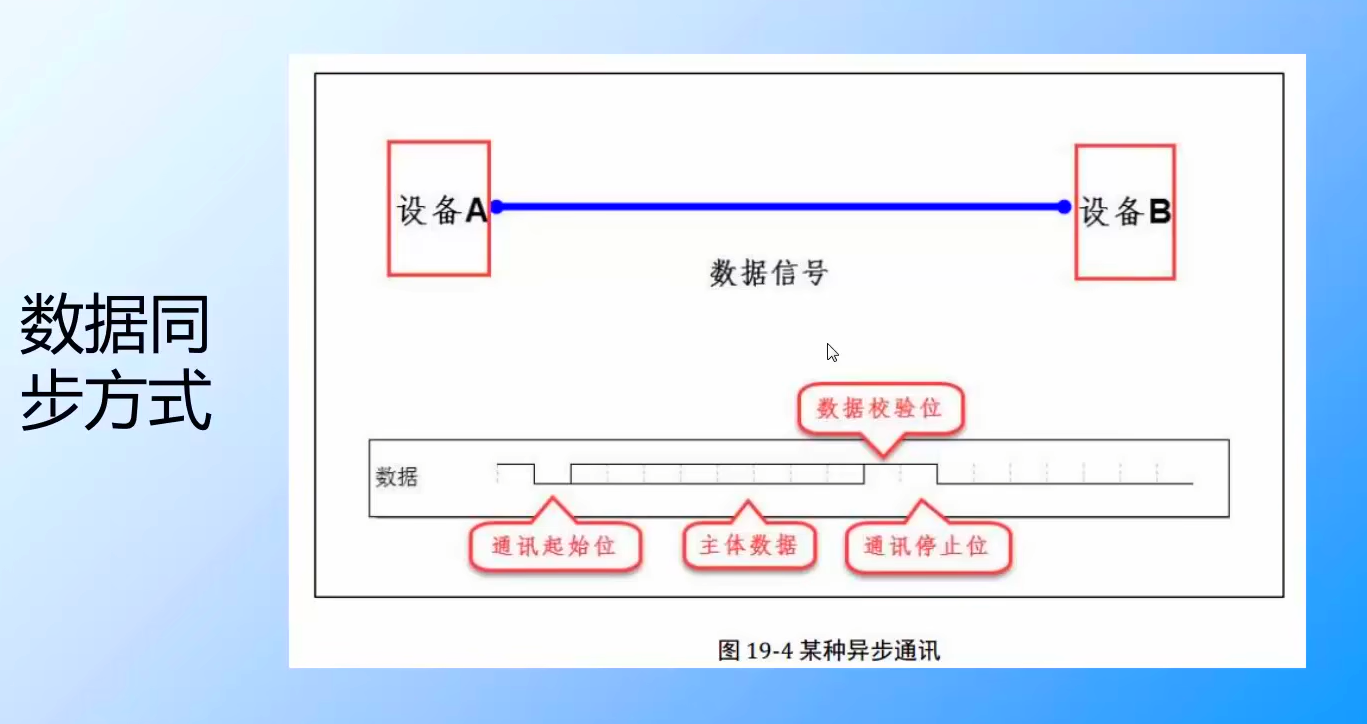 数据同
步方式
设备A
设备B
数据信号
数据校验位
数据
通讯起始位
主体数据
通讯停止位
图 19-4 某种异步通讯